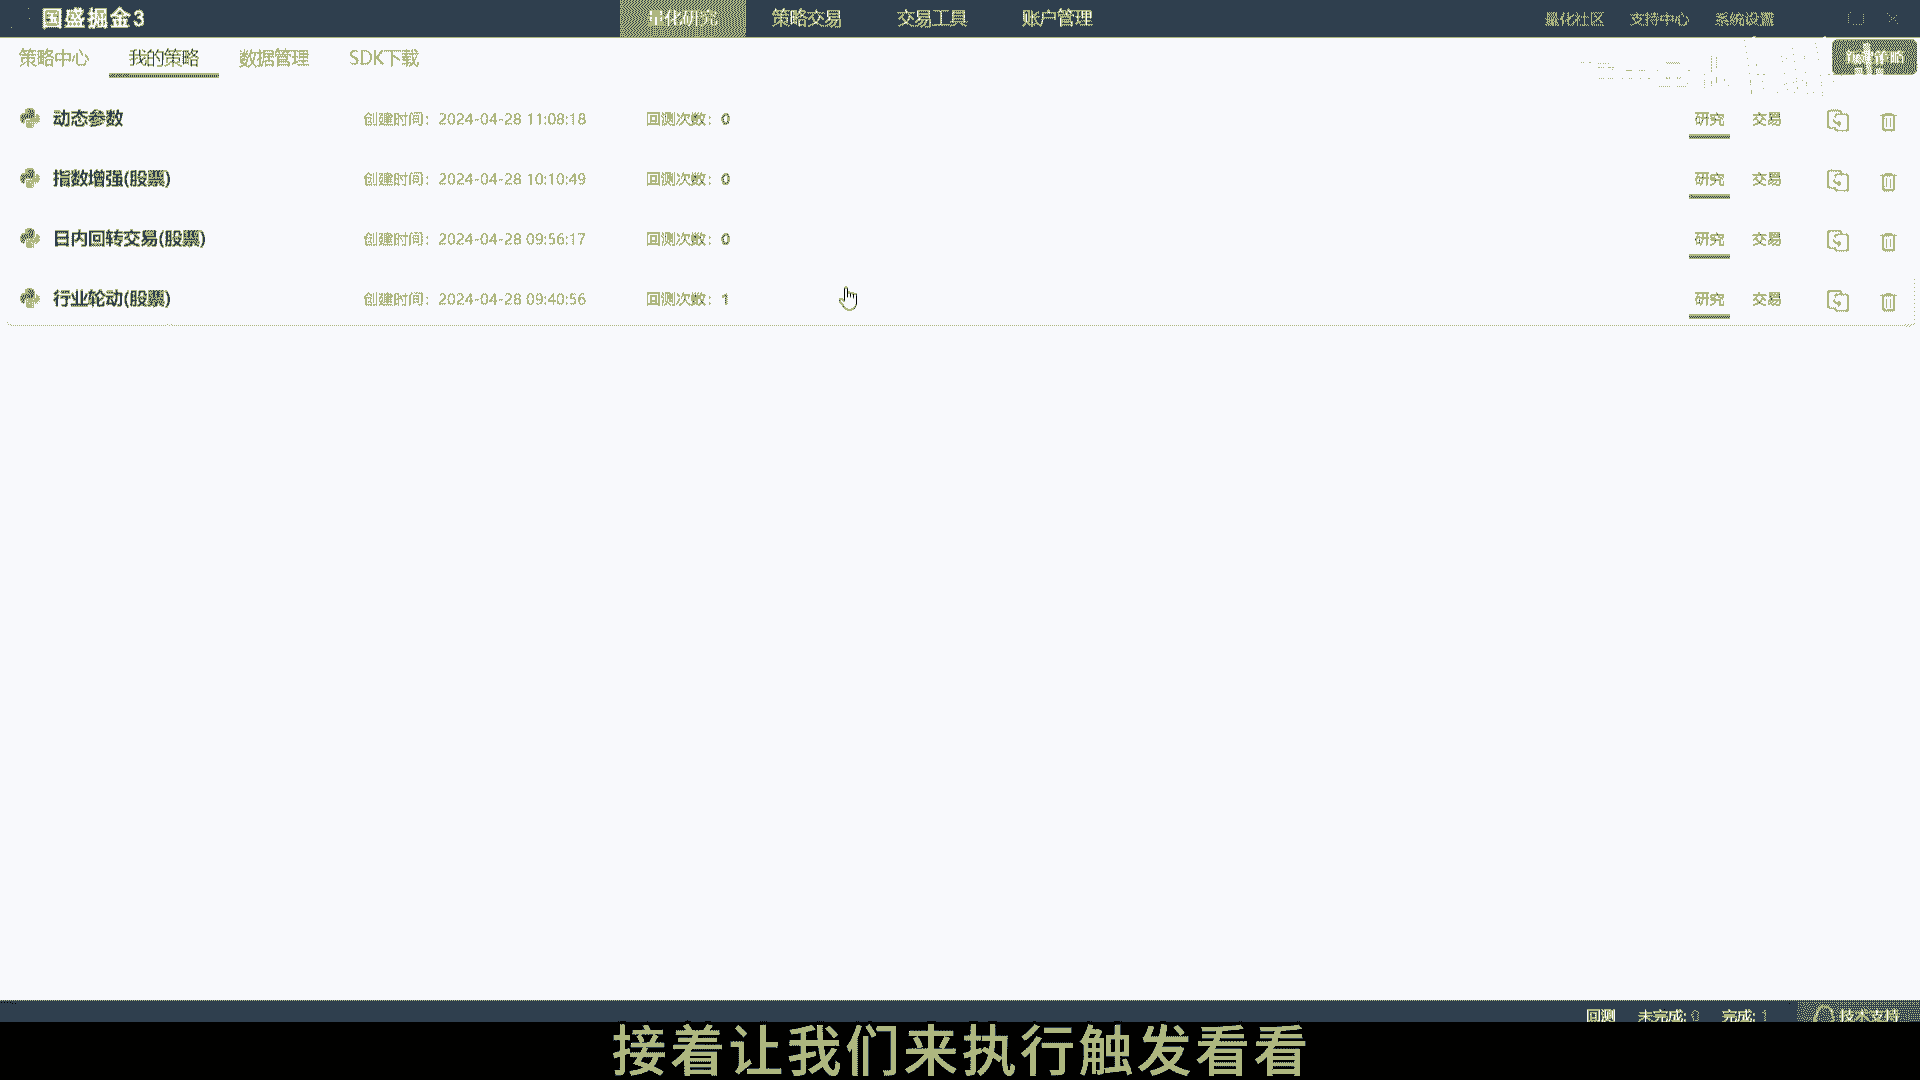 国盛掘金3 量化研究 策略交易 交易工具 账户管理 量化社区 支持中心 系统设置
策略中心 我的策略 数据管理 SDK下载
动态参数 创建时间: 2024-04-28 11:08:18 回测次数: 0 研究 交易
指数增强(股票) 创建时间: 2024-04-28 10:10:49 回测次数: 0 研究 交易
日内回转交易(股票) 创建时间: 2024-04-28 09:56:17 回测次数: 0 研究 交易
行业轮动(股票) 创建时间: 2024-04-28 09:40:56 回测次数: 1 研究 交易
回测 未完成: 0 完成: 1 技术支持
接着让我们来执行触发看看